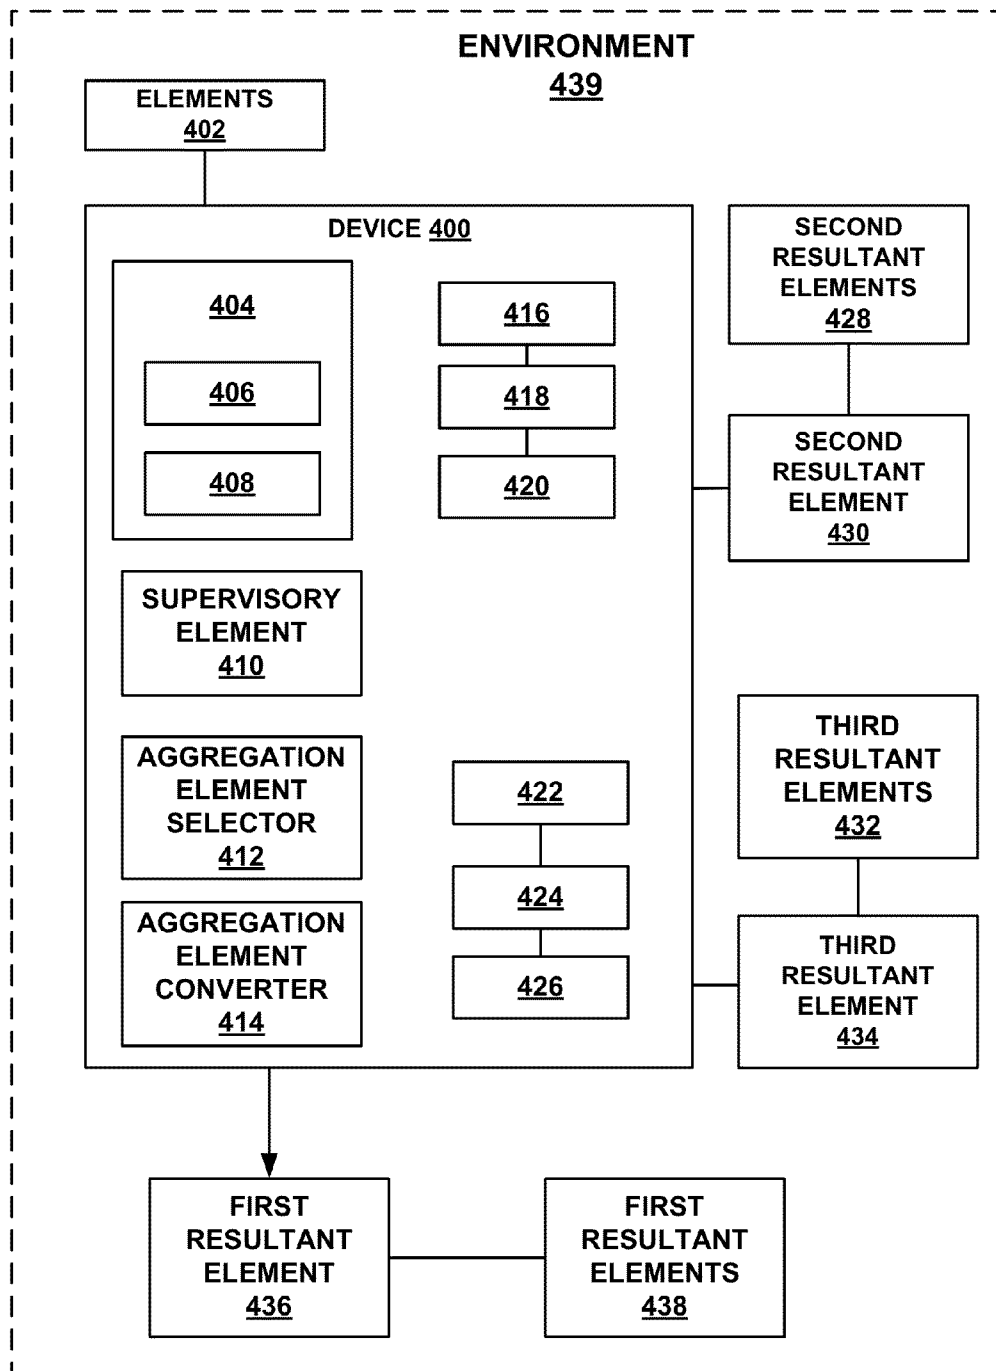 ENVIRONMENT
439
ELEMENTS
402
DEVICE 400
404
406
408
416
418
420
SECOND
RESULTANT
ELEMENTS
428
SECOND
RESULTANT
ELEMENT
430
SUPERVISORY
ELEMENT
410
AGGREGATION
ELEMENT
SELECTOR
412
AGGREGATION
ELEMENT
CONVERTER
414
422
424
426
THIRD
RESULTANT
ELEMENTS
432
THIRD
RESULTANT
ELEMENT
434
FIRST
RESULTANT
ELEMENT
436
FIRST
RESULTANT
ELEMENTS
438